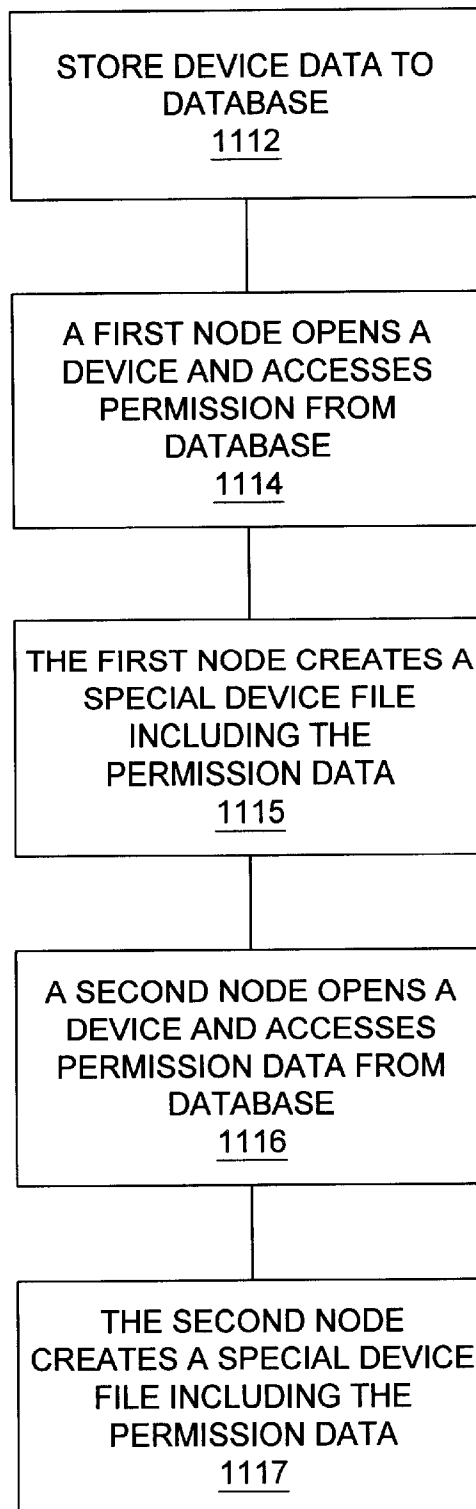 STORE DEVICE DATA TO
DATABASE
1112
A FIRST NODE OPENS A
DEVICE AND ACCESSES
PERMISSION FROM
DATABASE
1114
THE FIRST NODE CREATES A
SPECIAL DEVICE FILE
INCLUDING THE
PERMISSION DATA
1115
A SECOND NODE OPENS A
DEVICE AND ACCESSES
PERMISSION DATA FROM
DATABASE
1116
THE SECOND NODE
CREATES A SPECIAL DEVICE
FILE INCLUDING THE
PERMISSION DATA
1117